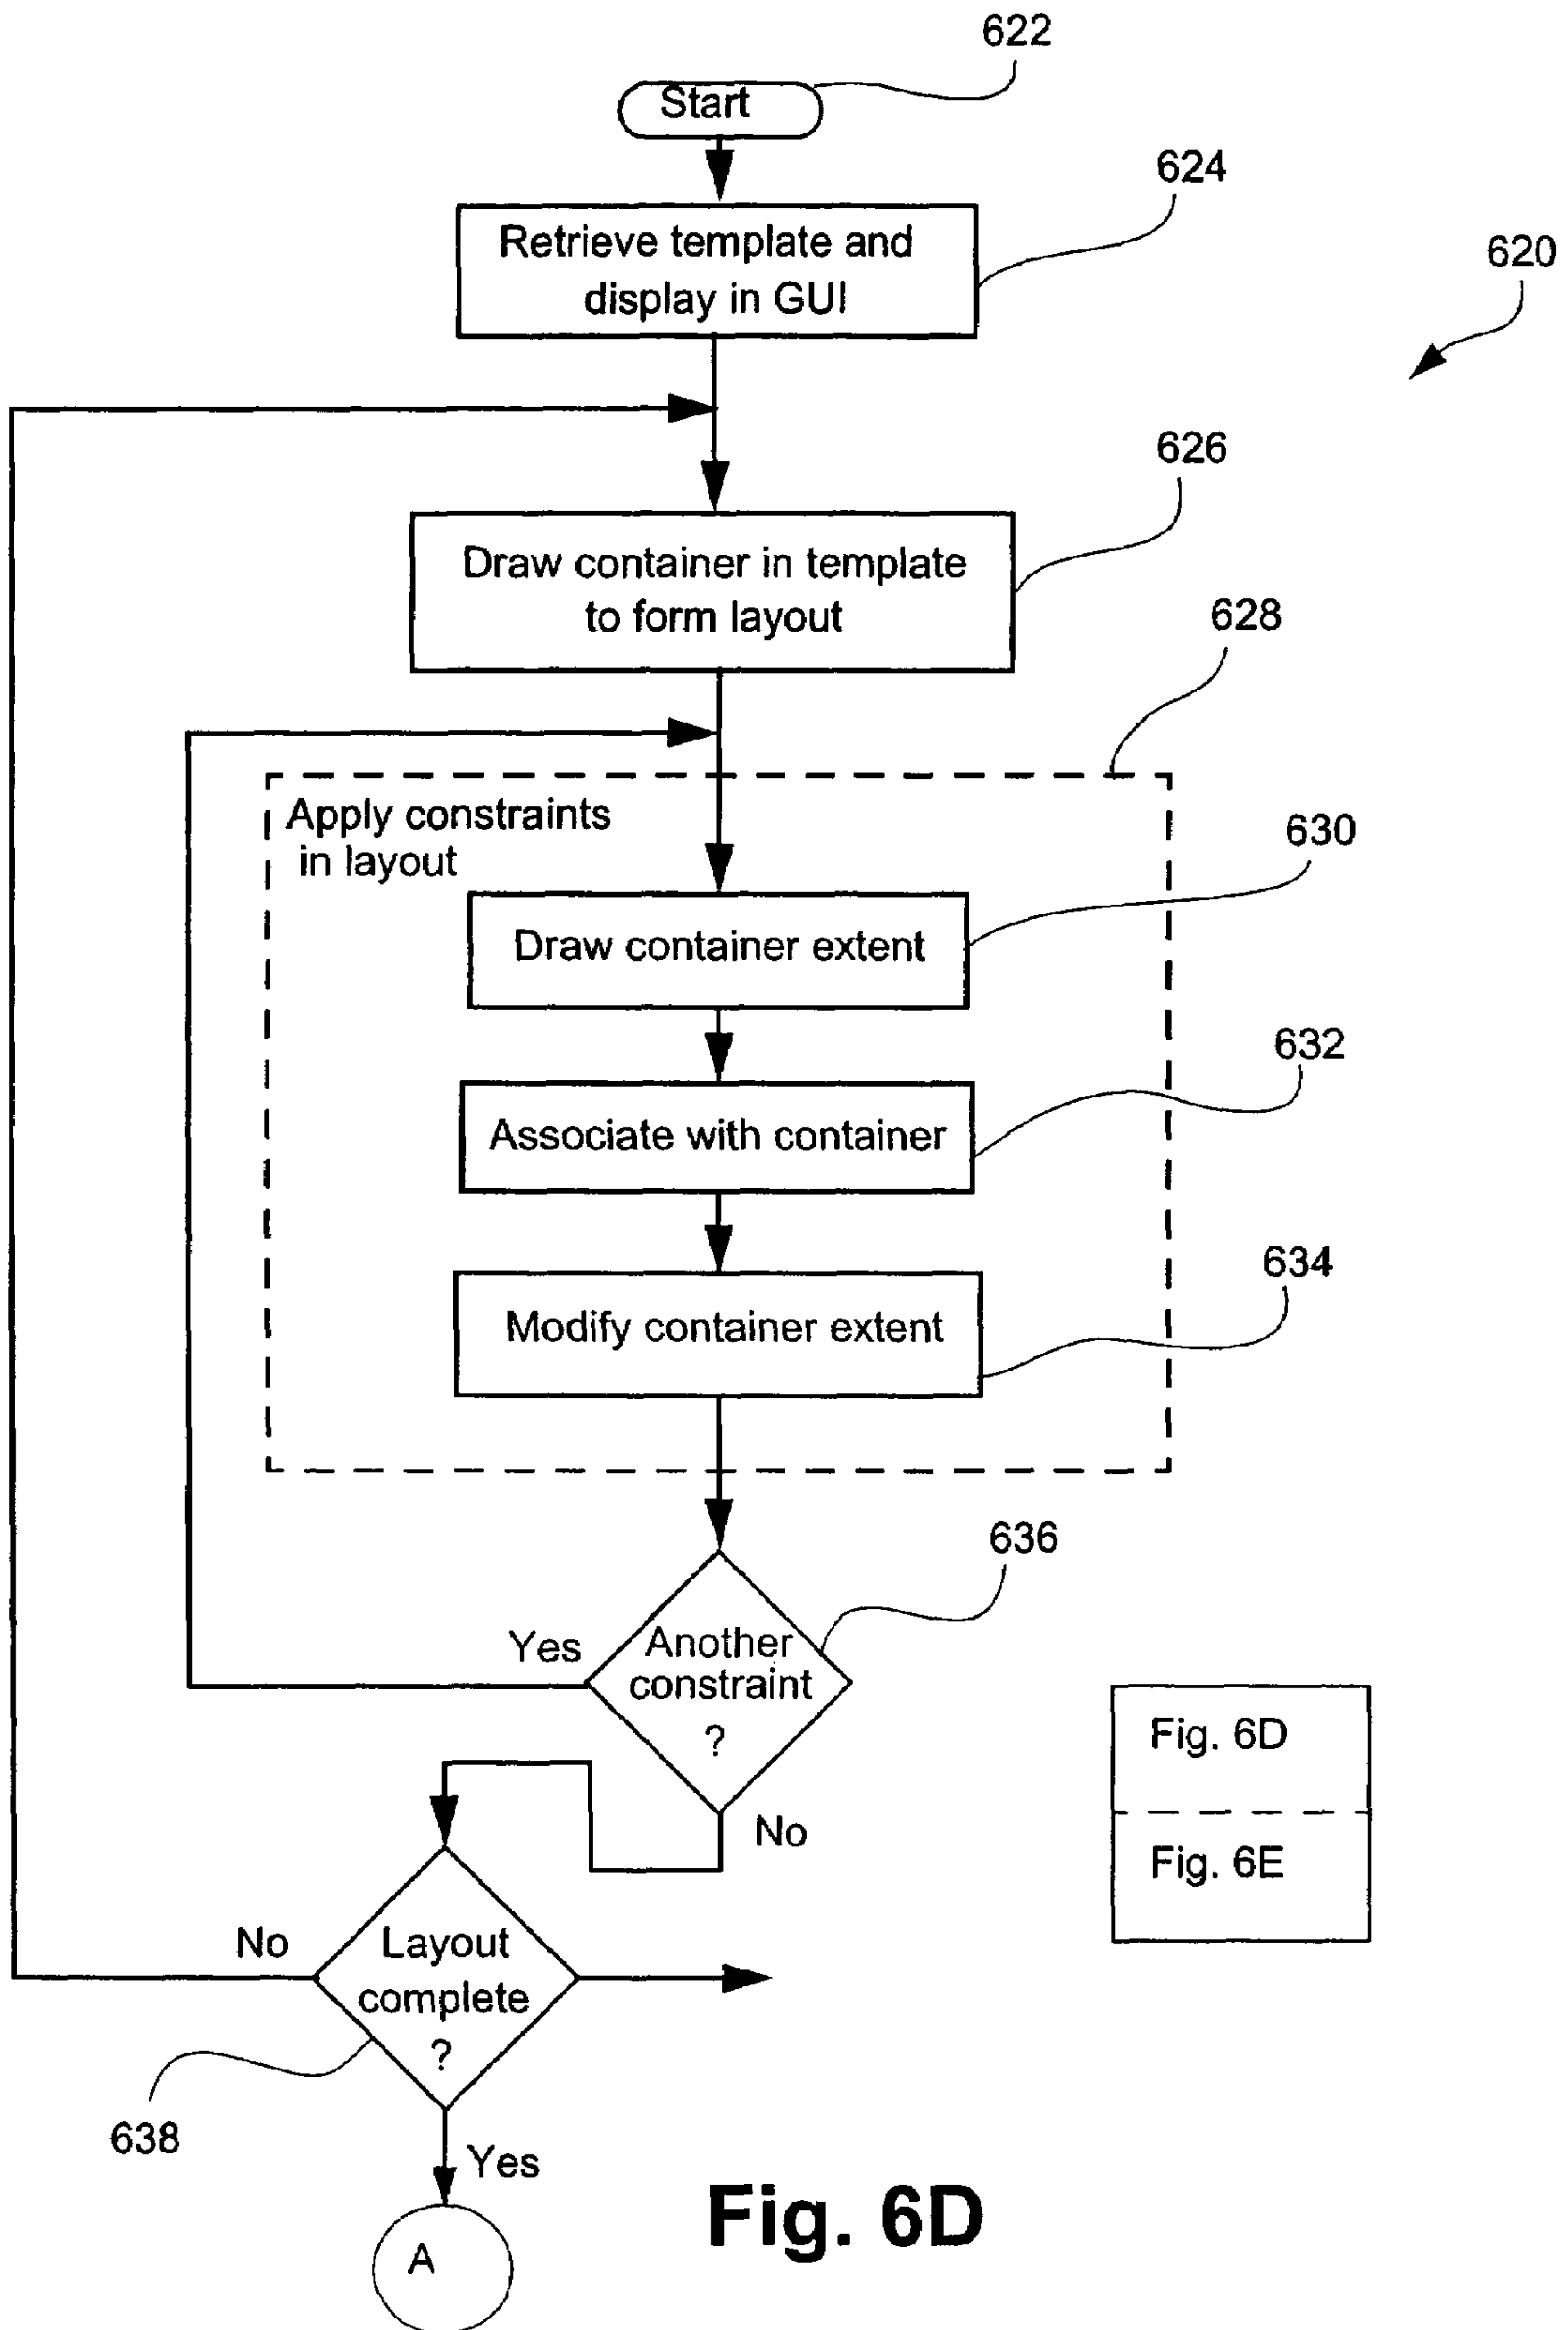 622
Start
624
Retrieve template and
display in GUI
620
626
Draw container in template
to form layout
628
Apply constraints
in layout
630
Draw container extent
632
Associate with container
634
Modify container extent
636
Yes
Another
constraint
?
No
Fig. 6D
Fig. 6E
No
Layout
complete
?
638
Yes
A
Fig. 6D